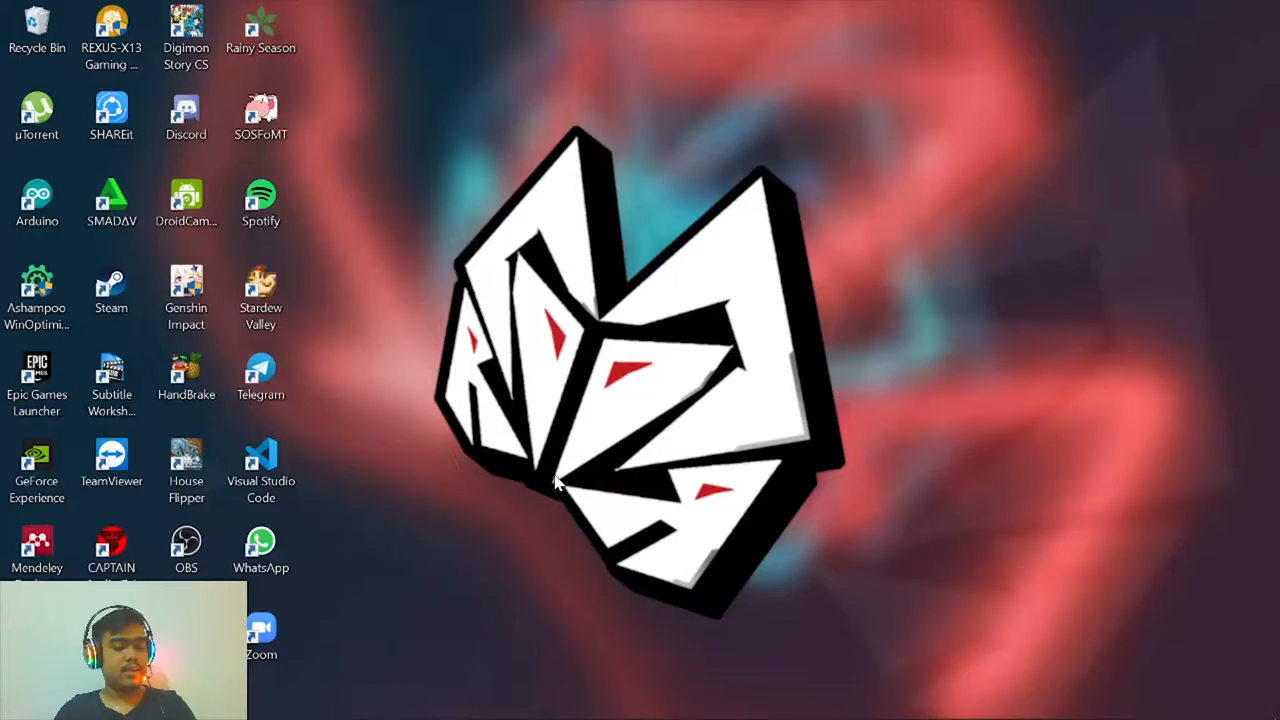 Recycle Bin
REXUS-X13
Gaming ...
Digimon
Story CS
Rainy Season
µTorrent
SHAREit
Discord
SOSFoMT
Arduino
SMADΔV
DroidCam...
Spotify
Ashampoo
WinOptimi...
Steam
Genshin
Impact
Stardew
Valley
EPIC
GAMES
Epic Games
Launcher
Subtitle
Worksh...
HandBrake
Telegram
GeForce
Experience
TeamViewer
House
Flipper
Visual Studio
Code
Mendeley
CAPTAIN
OBS
WhatsApp
Zoom